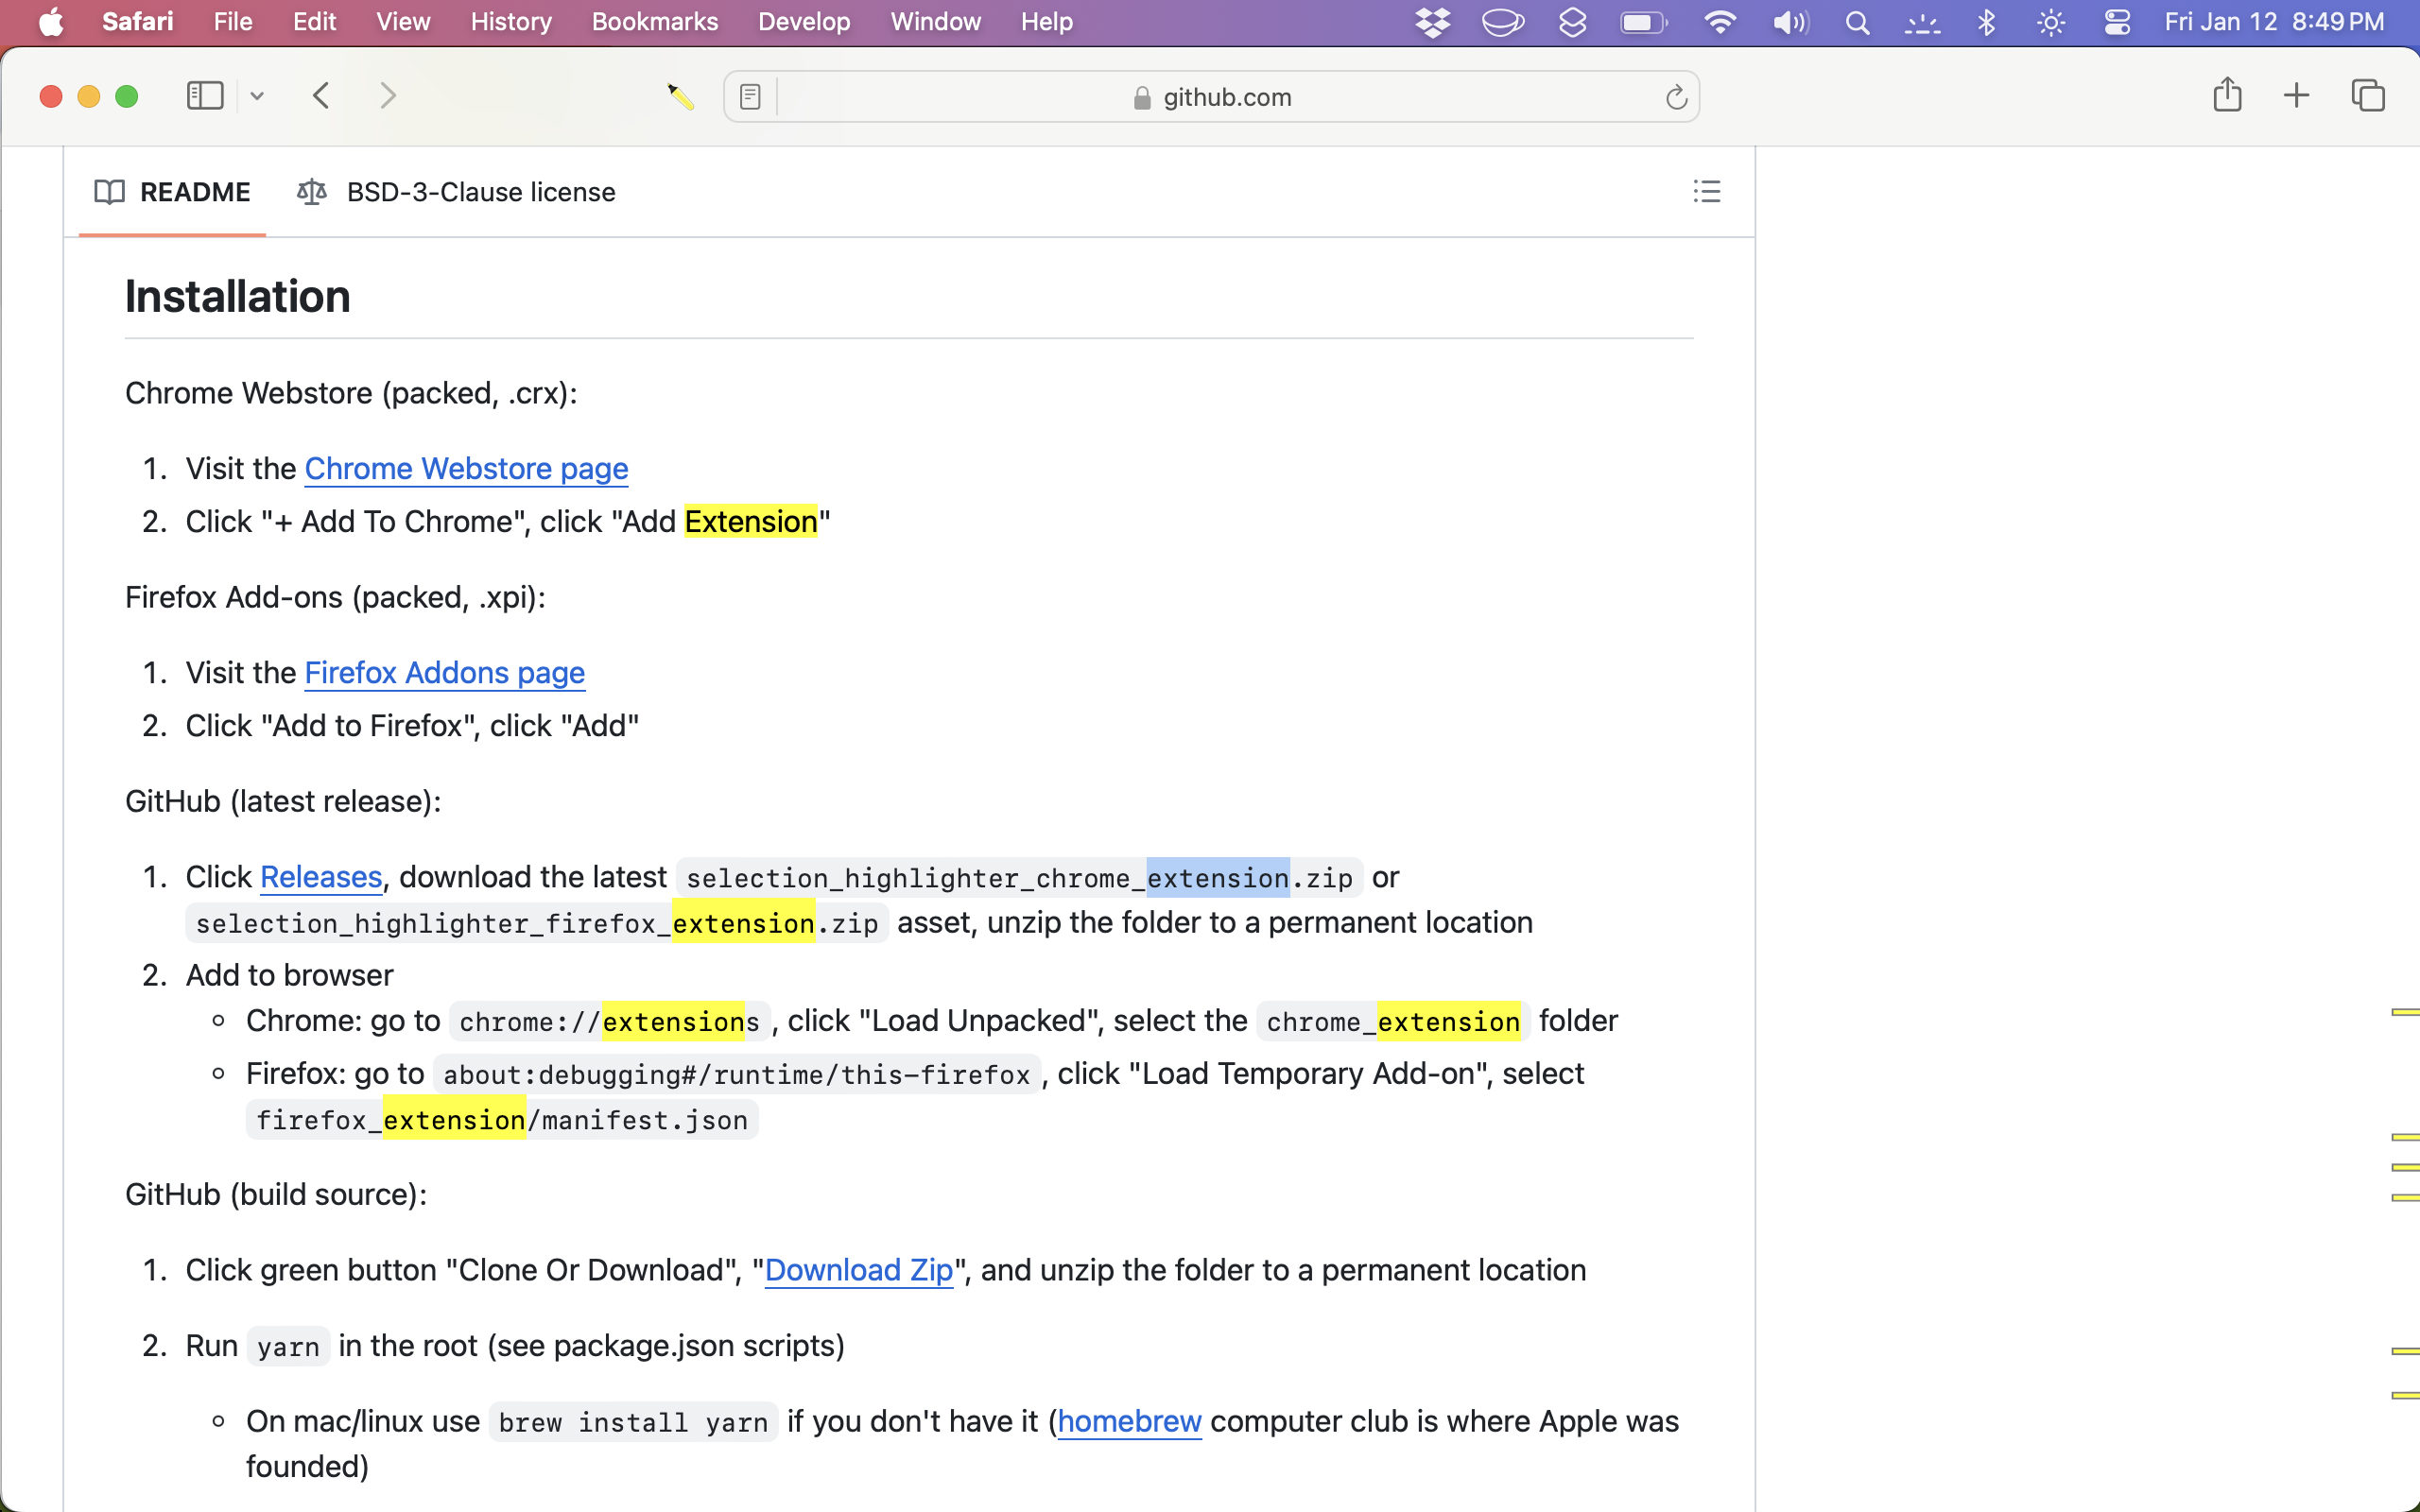 Safari File Edit View History Bookmarks Develop Window Help Fri Jan 12 8:49 PM
github.com
README BSD-3-Clause license
Installation
Chrome Webstore (packed, .crx):
1. Visit the Chrome Webstore page
2. Click "+ Add To Chrome", click "Add Extension"
Firefox Add-ons (packed, .xpi):
1. Visit the Firefox Addons page
2. Click "Add to Firefox", click "Add"
GitHub (latest release):
1. Click Releases, download the latest selection_highlighter_chrome_extension.zip or
selection_highlighter_firefox_extension.zip asset, unzip the folder to a permanent location
2. Add to browser
Chrome: go to chrome://extensions , click "Load Unpacked", select the chrome_extension folder
Firefox: go to about:debugging#/runtime/this-firefox , click "Load Temporary Add-on", select
firefox_extension/manifest.json
GitHub (build source):
1. Click green button "Clone Or Download", "Download Zip", and unzip the folder to a permanent location
2. Run yarn in the root (see package.json scripts)
On mac/linux use brew install yarn if you don't have it (homebrew computer club is where Apple was
founded)